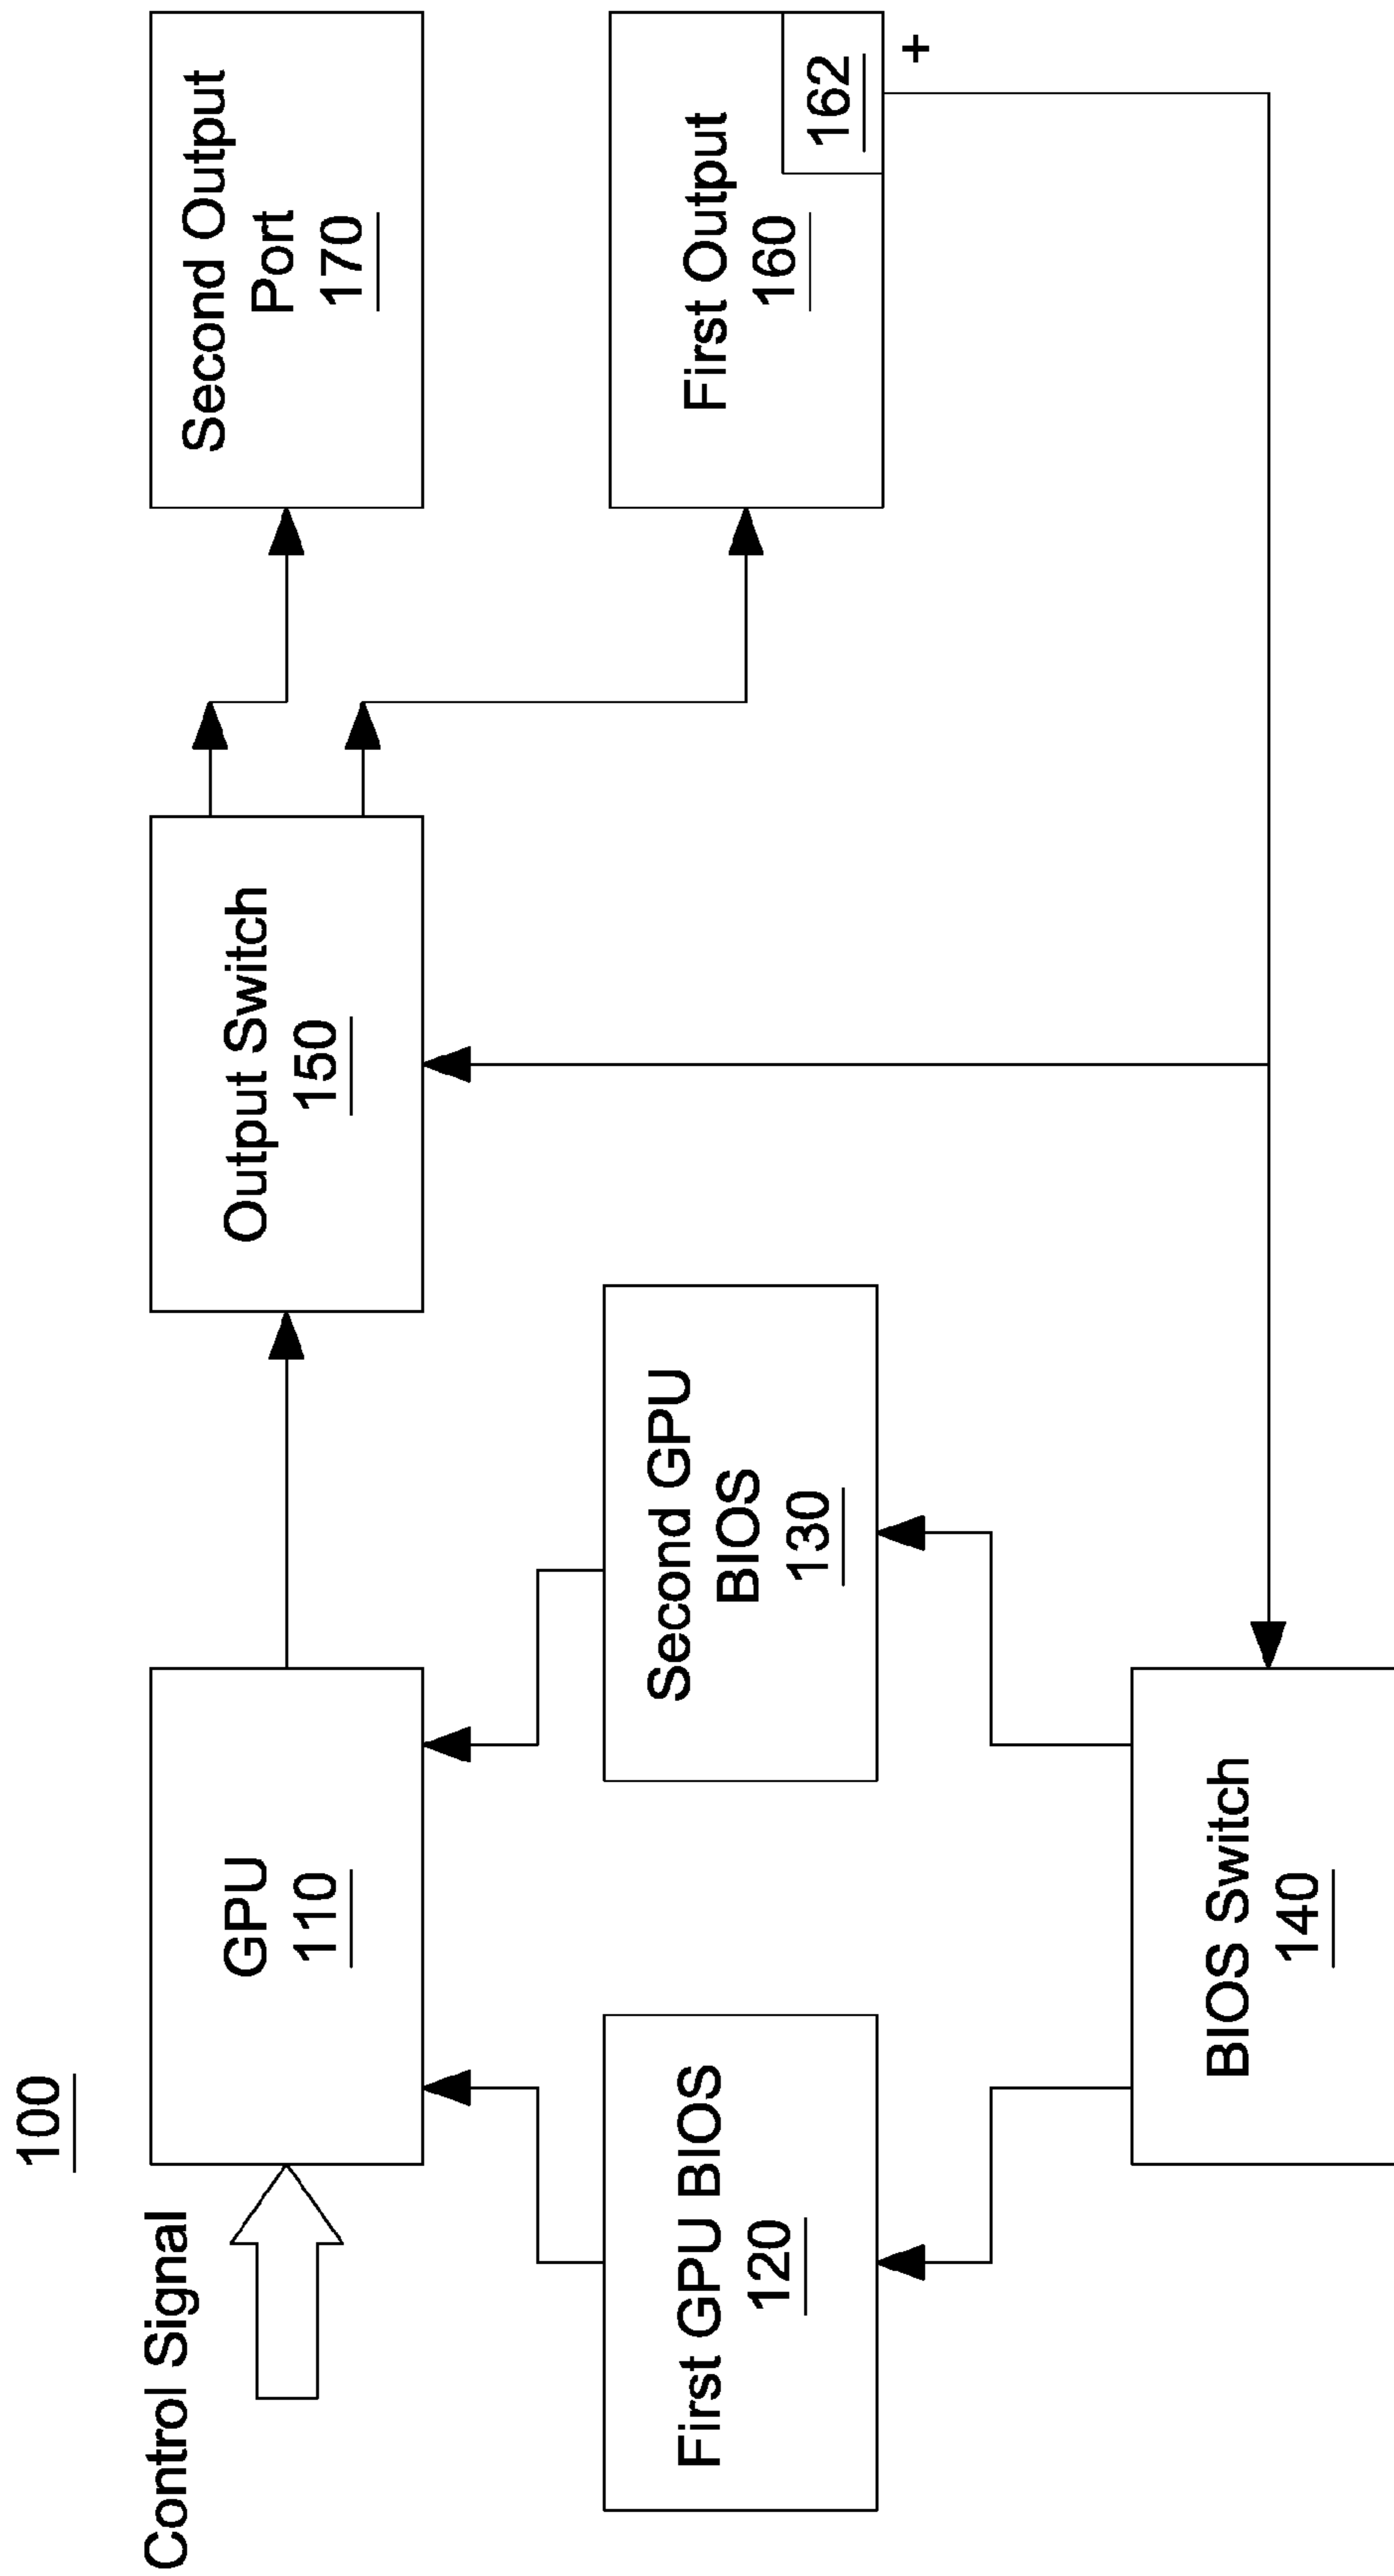 100
Control Signal
GPU
110
Output Switch
150
Second Output
Port
170
First GPU BIOS
120
Second GPU
BIOS
130
First Output
160
162
+
BIOS Switch
140